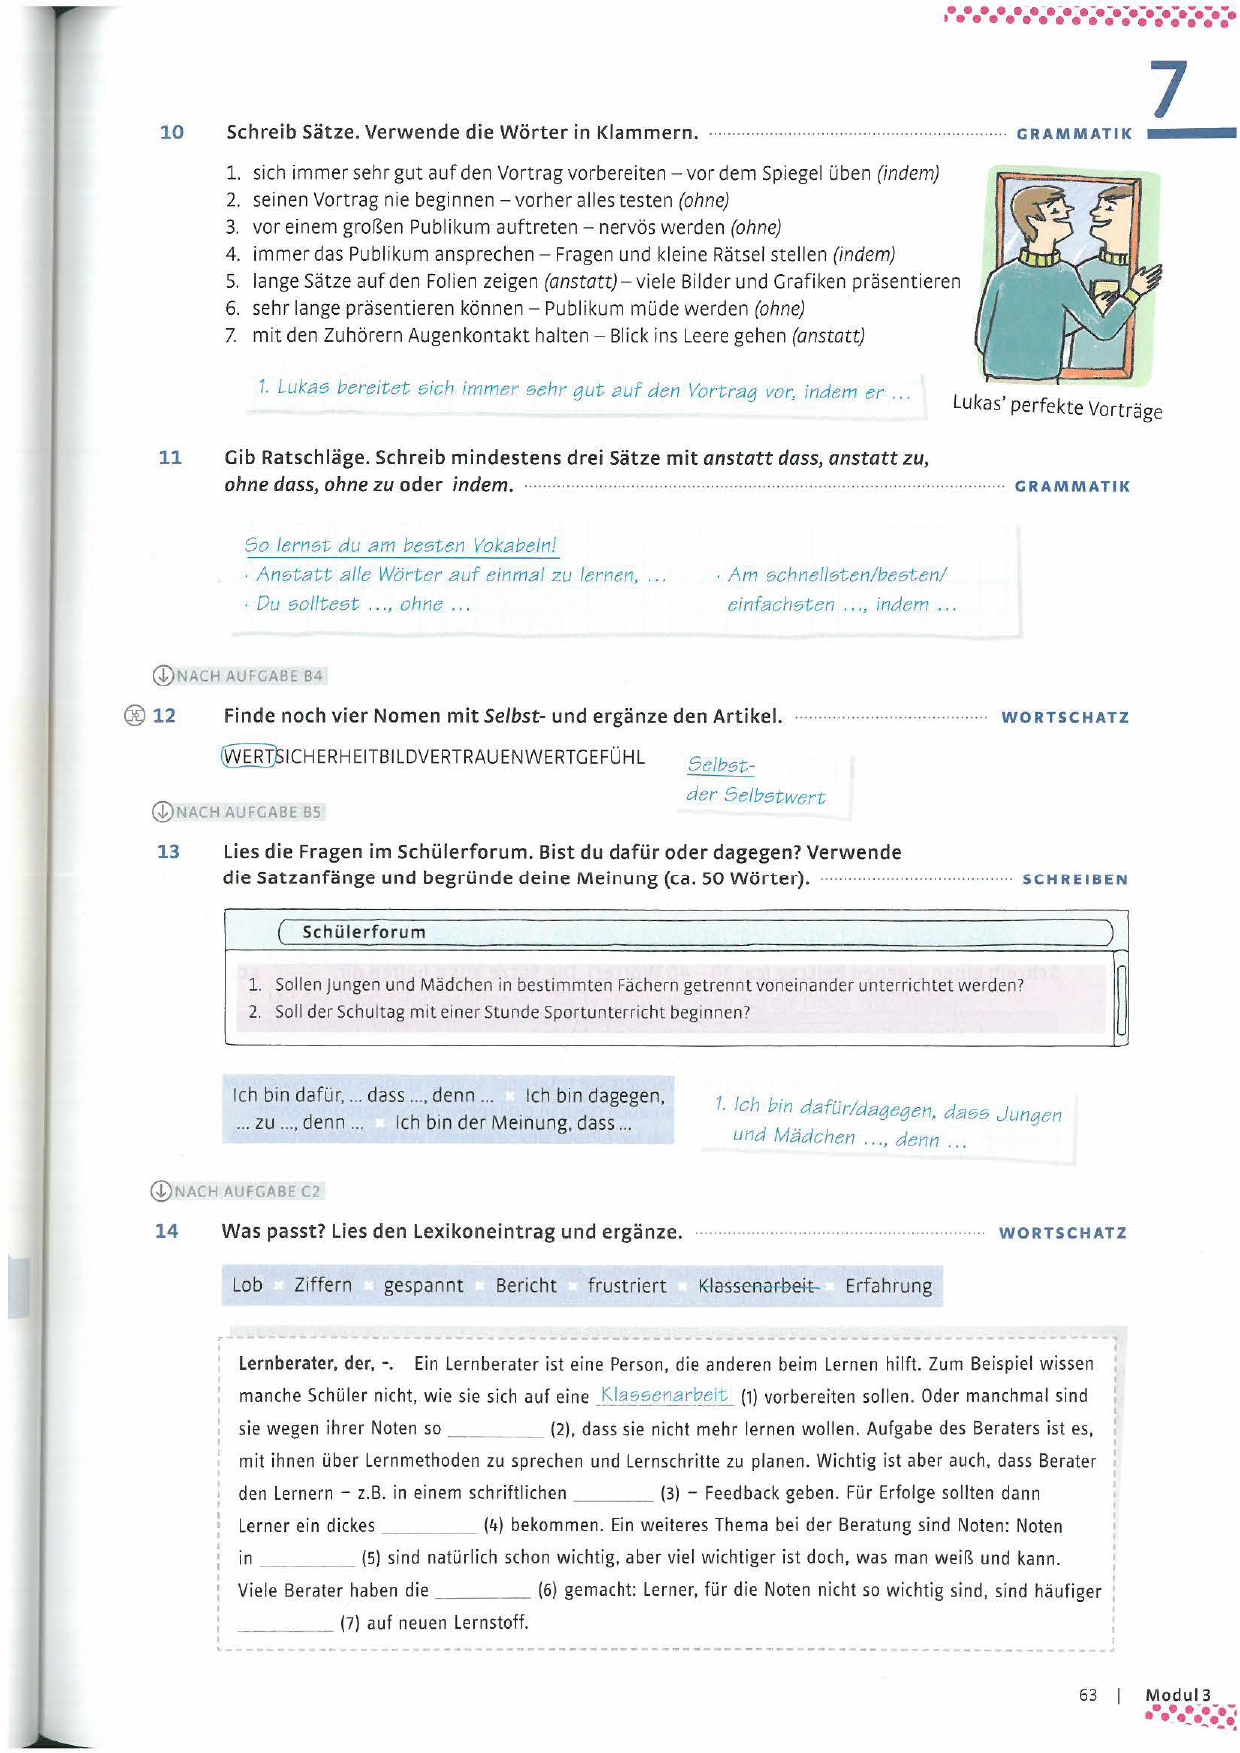 7
10 Schreib Sätze. Verwende die Wörter in Klammern. GRAMMATIK
1. sich immer sehr gut auf den Vortrag vorbereiten – vor dem Spiegel üben (indem)
2. seinen Vortrag nie beginnen – vorher alles testen (ohne)
3. vor einem großen Publikum auftreten – nervös werden (ohne)
4. immer das Publikum ansprechen – Fragen und kleine Rätsel stellen (indem)
5. lange Sätze auf den Folien zeigen (anstatt) – viele Bilder und Grafiken präsentieren
6. sehr lange präsentieren können – Publikum müde werden (ohne)
7. mit den Zuhörern Augenkontakt halten – Blick ins Leere gehen (anstatt)
1. Lukas bereitet sich immer sehr gut auf den Vortrag vor, indem er ...
Lukas' perfekte Vorträge
11 Gib Ratschläge. Schreib mindestens drei Sätze mit anstatt dass, anstatt zu,
ohne dass, ohne zu oder indem. GRAMMATIK
So lernst du am besten Vokabeln!
· Anstatt alle Wörter auf einmal zu lernen, ...
· Du solltest ..., ohne ...
· Am schnellsten/besten/
einfachsten ..., indem ...
NACH AUFGABE B4
12 Finde noch vier Nomen mit Selbst- und ergänze den Artikel. WORTSCHATZ
WERTSICHERHEITBILDVERTRAUENWERTGEFÜHL
Selbst-
der Selbstwert
NACH AUFGABE B5
13 Lies die Fragen im Schülerforum. Bist du dafür oder dagegen? Verwende
die Satzanfänge und begründe deine Meinung (ca. 50 Wörter). SCHREIBEN
Schülerforum
1. Sollen Jungen und Mädchen in bestimmten Fächern getrennt voneinander unterrichtet werden?
2. Soll der Schultag mit einer Stunde Sportunterricht beginnen?
Ich bin dafür, ... dass ..., denn ... × Ich bin dagegen,
... zu ..., denn ... × Ich bin der Meinung, dass ...
1. Ich bin dafür/dagegen, dass Jungen
und Mädchen ..., denn ...
NACH AUFGABE C2
14 Was passt? Lies den Lexikoneintrag und ergänze. WORTSCHATZ
Lob × Ziffern × gespannt × Bericht × frustriert × Klassenarbeit × Erfahrung
Lernberater, der, -. Ein Lernberater ist eine Person, die anderen beim Lernen hilft. Zum Beispiel wissen
manche Schüler nicht, wie sie sich auf eine Klassenarbeit (1) vorbereiten sollen. Oder manchmal sind
sie wegen ihrer Noten so __________ (2), dass sie nicht mehr lernen wollen. Aufgabe des Beraters ist es,
mit ihnen über Lernmethoden zu sprechen und Lernschritte zu planen. Wichtig ist aber auch, dass Berater
den Lernern – z.B. in einem schriftlichen __________ (3) – Feedback geben. Für Erfolge sollten dann
Lerner ein dickes __________ (4) bekommen. Ein weiteres Thema bei der Beratung sind Noten: Noten
in __________ (5) sind natürlich schon wichtig, aber viel wichtiger ist doch, was man weiß und kann.
Viele Berater haben die __________ (6) gemacht: Lerner, für die Noten nicht so wichtig sind, sind häufiger
__________ (7) auf neuen Lernstoff.
63 | Modul 3